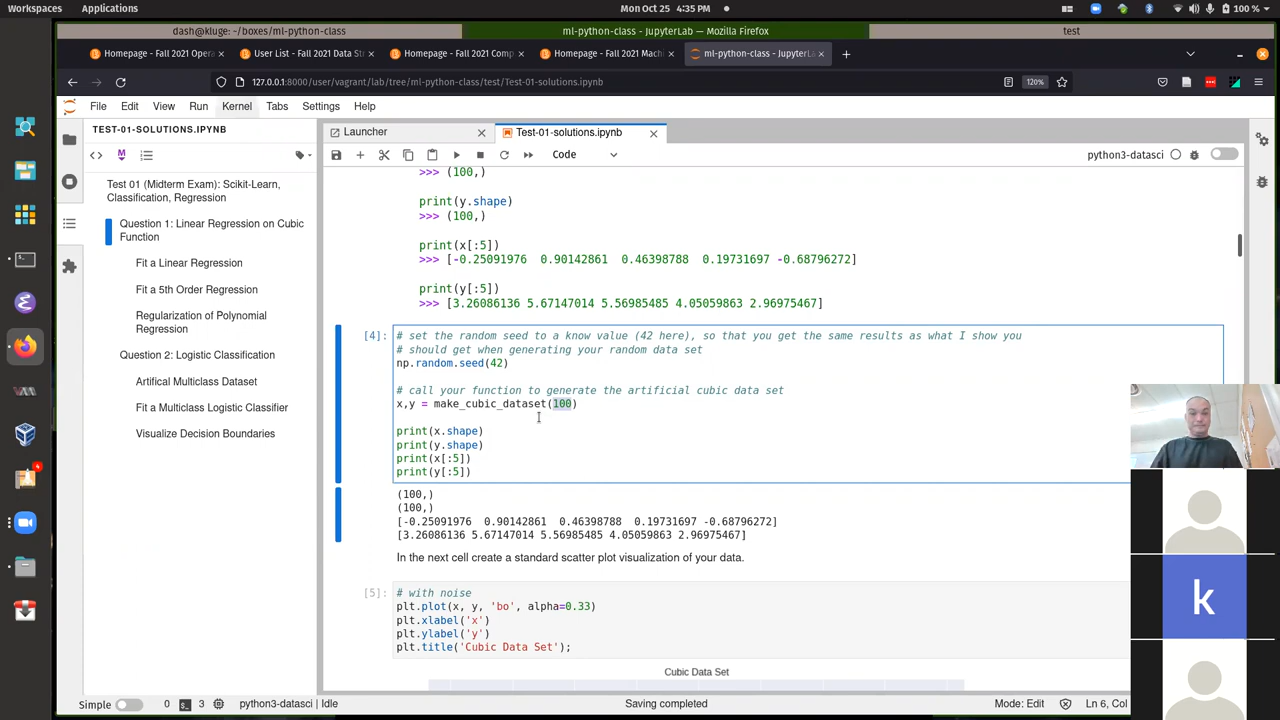 Workspaces
Applications
Mon Oct 25 4:35 PM
100 %
dash@kluge: ~/boxes/ml-python-class
ml-python-class - JupyterLab — Mozilla Firefox
test
Homepage - Fall 2021 Opera
User List - Fall 2021 Data Str
Homepage - Fall 2021 Comp
Homepage - Fall 2021 Machi
ml-python-class - JupyterLab
127.0.0.1:8000/user/vagrant/lab/tree/ml-python-class/test/Test-01-solutions.ipynb
120%
File Edit View Run Kernel Tabs Settings Help
TEST-01-SOLUTIONS.IPYNB
Test 01 (Midterm Exam): Scikit-Learn,
Classification, Regression
Question 1: Linear Regression on Cubic
Function
Fit a Linear Regression
Fit a 5th Order Regression
Regularization of Polynomial
Regression
Question 2: Logistic Classification
Artifical Multiclass Dataset
Fit a Multiclass Logistic Classifier
Visualize Decision Boundaries
Launcher
Test-01-solutions.ipynb
Code
python3-datasci
>>> (100,)
print(y.shape)
>>> (100,)
print(x[:5])
>>> [-0.25091976 0.90142861 0.46398788 0.19731697 -0.68796272]
print(y[:5])
>>> [3.26086136 5.67147014 5.56985485 4.05059863 2.96975467]
[4]:
# set the random seed to a know value (42 here), so that you get the same results as what I show you
# should get when generating your random data set
np.random.seed(42)
# call your function to generate the artificial cubic data set
x,y = make_cubic_dataset(100)
print(x.shape)
print(y.shape)
print(x[:5])
print(y[:5])
(100,)
(100,)
[-0.25091976 0.90142861 0.46398788 0.19731697 -0.68796272]
[3.26086136 5.67147014 5.56985485 4.05059863 2.96975467]
In the next cell create a standard scatter plot visualization of your data.
[5]:
# with noise
plt.plot(x, y, 'bo', alpha=0.33)
plt.xlabel('x')
plt.ylabel('y')
plt.title('Cubic Data Set');
Cubic Data Set
k
Simple
0
3
python3-datasci | Idle
Saving completed
Mode: Edit
Ln 6, Col